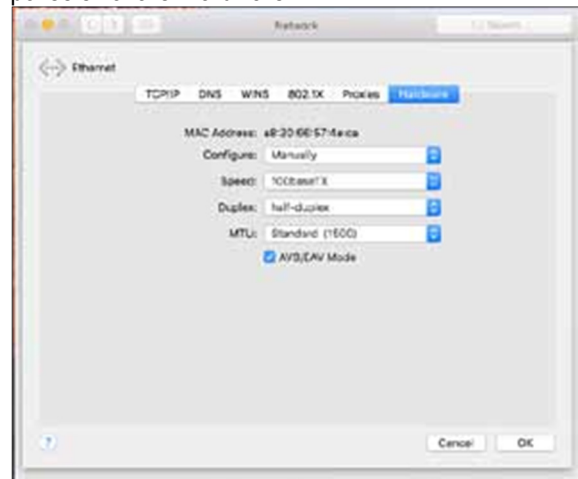 Network
Ethernet
TCP/IP DNS WINS 802.1X Proxies Hardware
MAC Address:
Configure: Manually
Speed: 100baseTX
Duplex: half-duplex
MTU: Standard (1500)
AVB/EAV Mode
?
Cancel OK